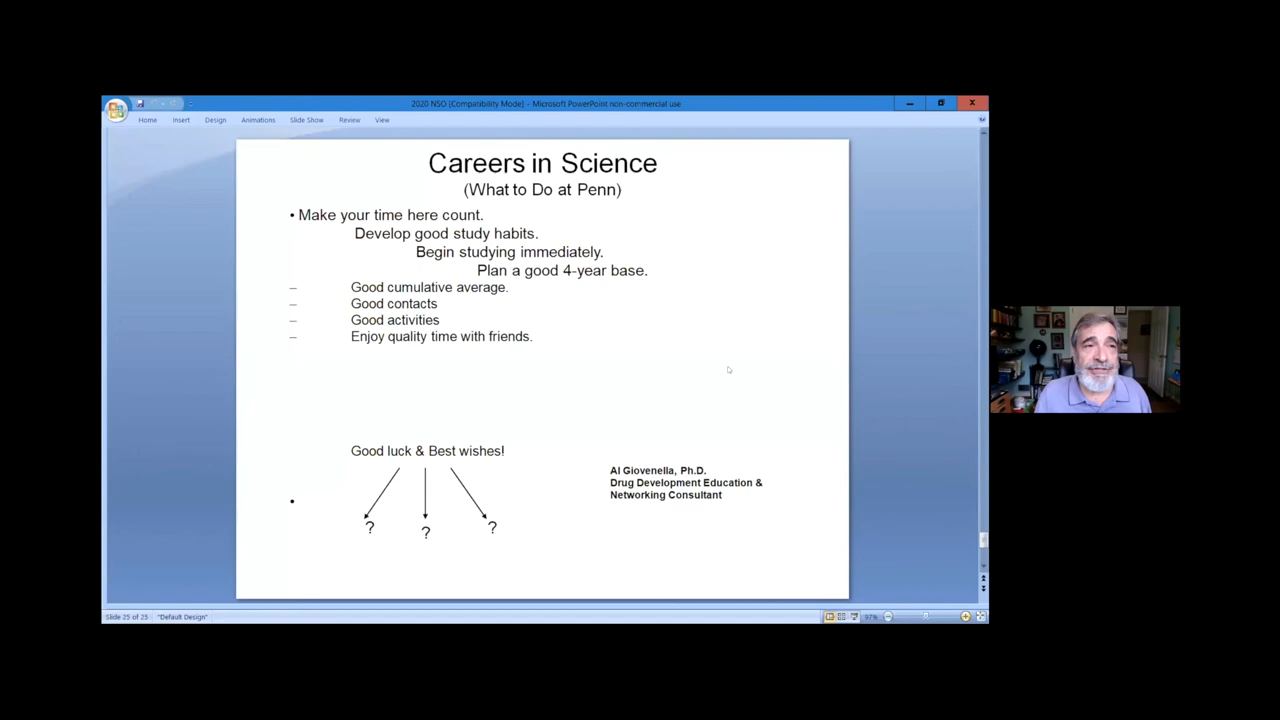 2020 NSO [Compatibility Mode] - Microsoft PowerPoint non-commercial use
Home Insert Design Animations Slide Show Review View
Careers in Science
(What to Do at Penn)
• Make your time here count.
Develop good study habits.
Begin studying immediately.
Plan a good 4-year base.
– Good cumulative average.
– Good contacts
– Good activities
– Enjoy quality time with friends.
Good luck & Best wishes!
Al Giovenella, Ph.D.
Drug Development Education &
Networking Consultant
•
? ? ?
Slide 25 of 25 "Default Design" 97%